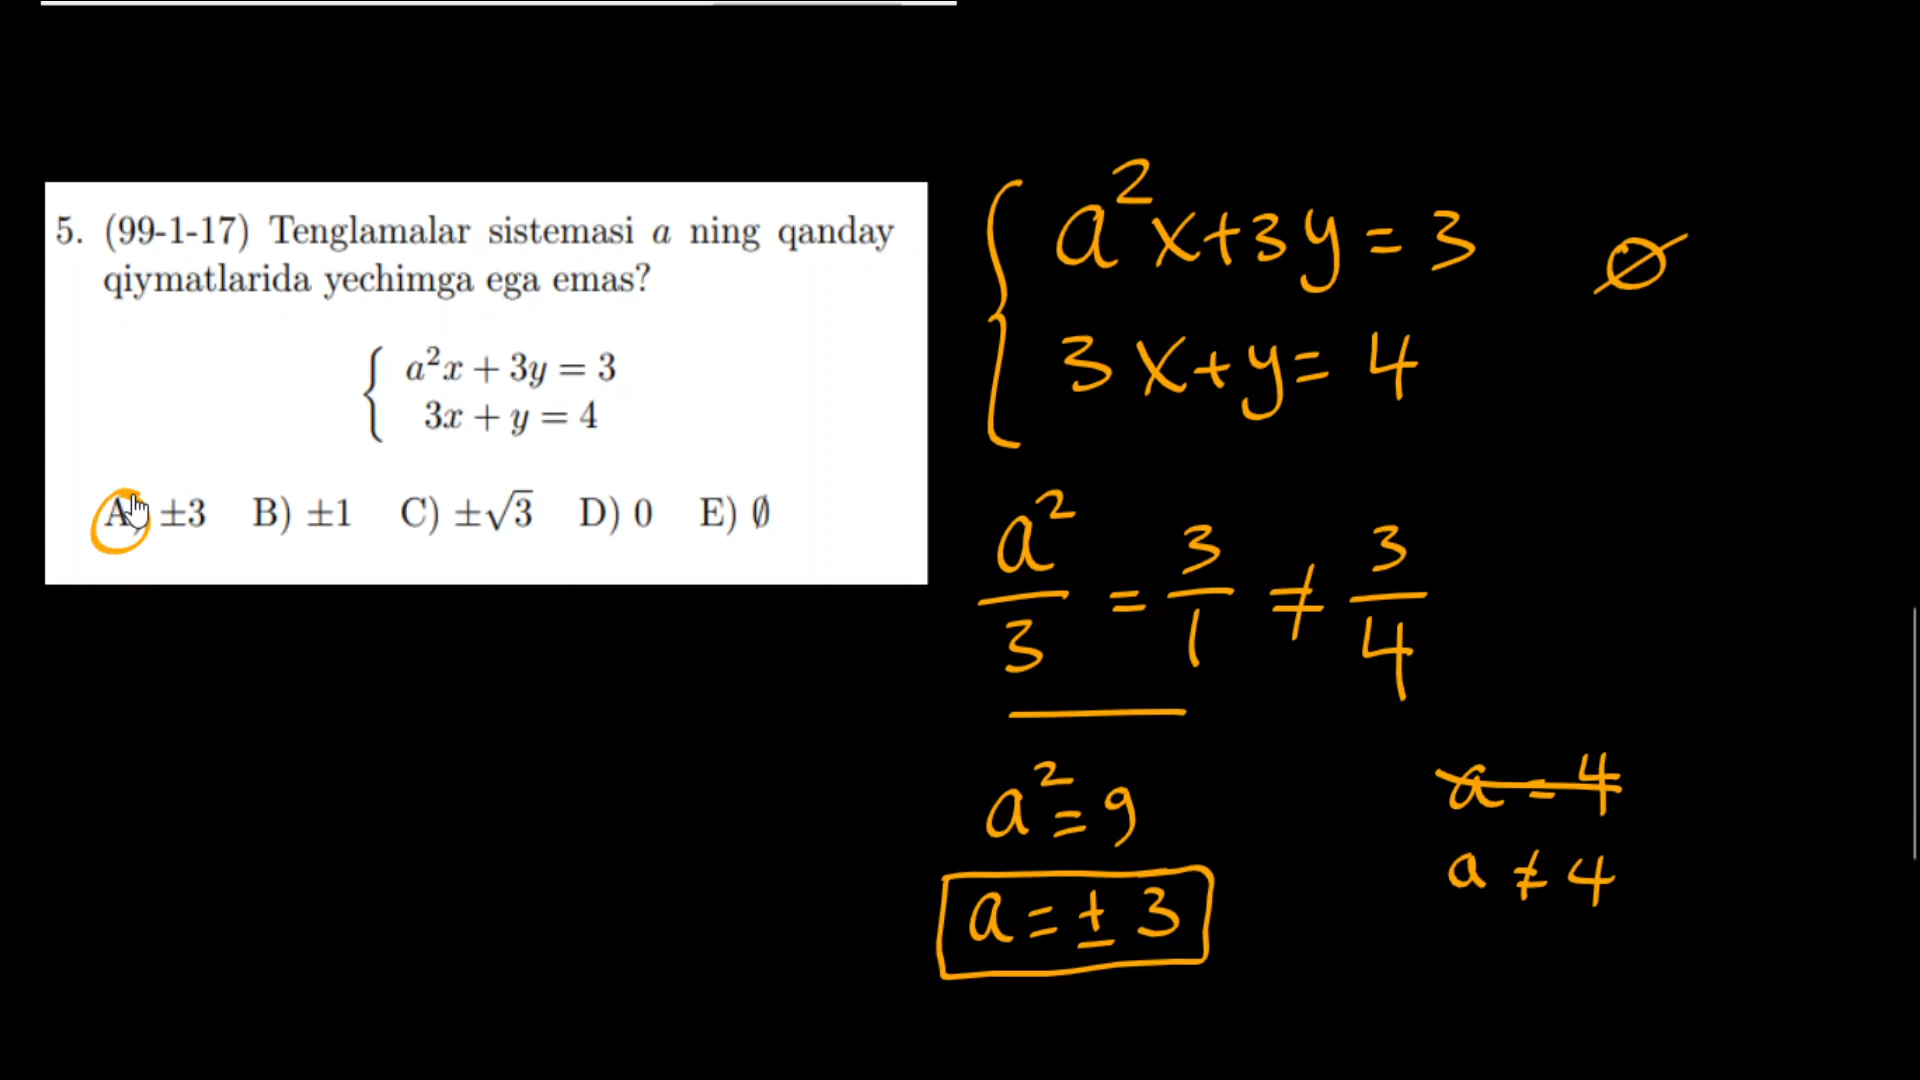 5. (99-1-17) Tenglamalar sistemasi a ning qanday
qiymatlarida yechimga ega emas?
{ a²x + 3y = 3
3x + y = 4
A) ±3 B) ±1 C) ±√3 D) 0 E) ∅
{ a²x+3y=3 ∅
3x+y=4
a²/3 = 3/1 ≠ 3/4
a²=9
a=±3
a=4
a≠4